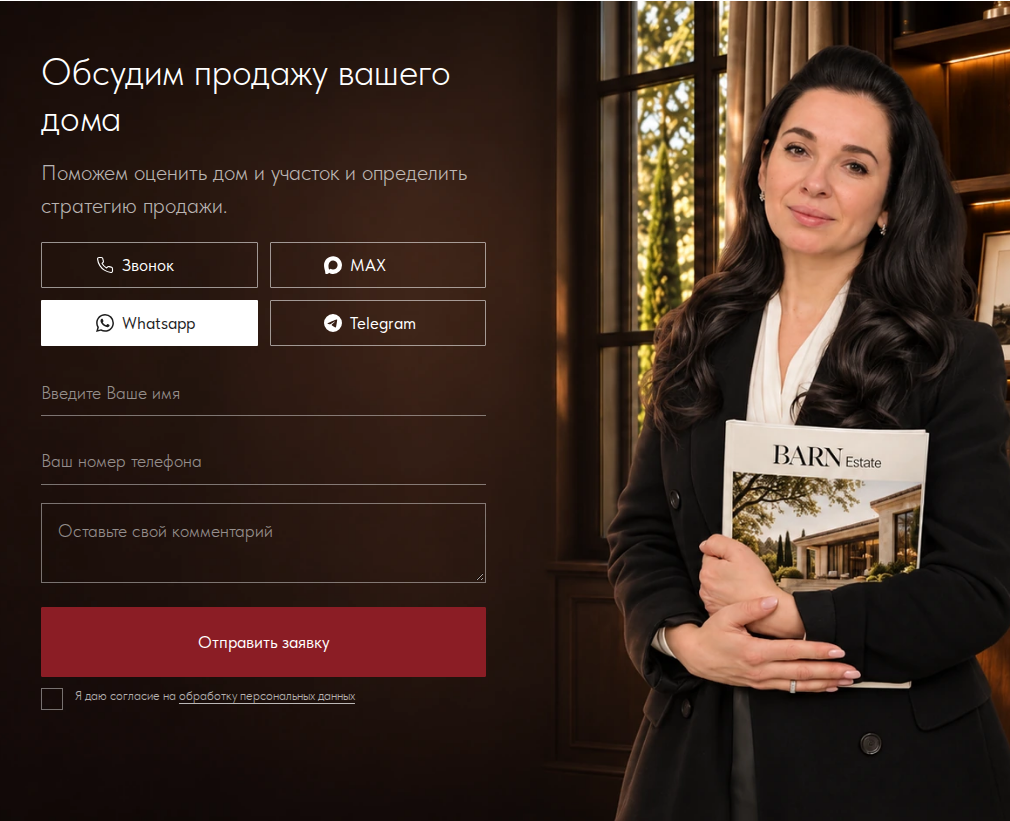 Обсудим продажу вашего
дома
Поможем оценить дом и участок и определить
стратегию продажи.
Звонок
MAX
Whatsapp
Telegram
Введите Ваше имя
Ваш номер телефона
Оставьте свой комментарий
Отправить заявку
Я даю согласие на обработку персональных данных
BARN Estate